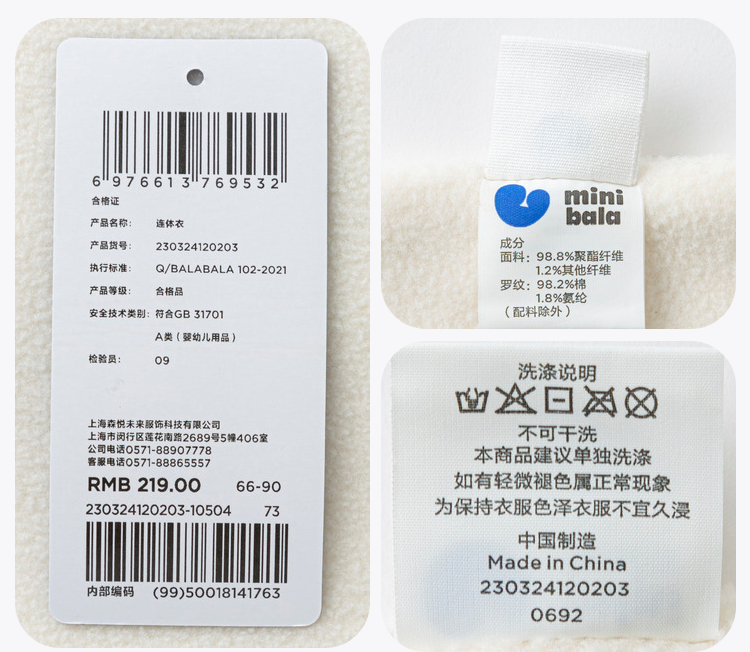 6 976613 769532
合格证
产品名称： 连体衣
产品货号： 230324120203
执行标准： Q/BALABALA 102-2021
产品等级： 合格品
安全技术类别： 符合GB 31701
A类（婴幼儿用品）
检验员： 09
上海森悦未来服饰科技有限公司
上海市闵行区莲花南路2689号5幢406室
公司电话0571-88907778
客服电话0571-88865557
RMB 219.00 66-90
230324120203-10504 73
内部编码 (99)50018141763
mini
bala
成分
面料：98.8%聚酯纤维
1.2%其他纤维
罗纹：98.2%棉
1.8%氨纶
（配料除外）
洗涤说明
不可干洗
本商品建议单独洗涤
如有轻微褪色属正常现象
为保持衣服色泽衣服不宜久浸
中国制造
Made in China
230324120203
0692